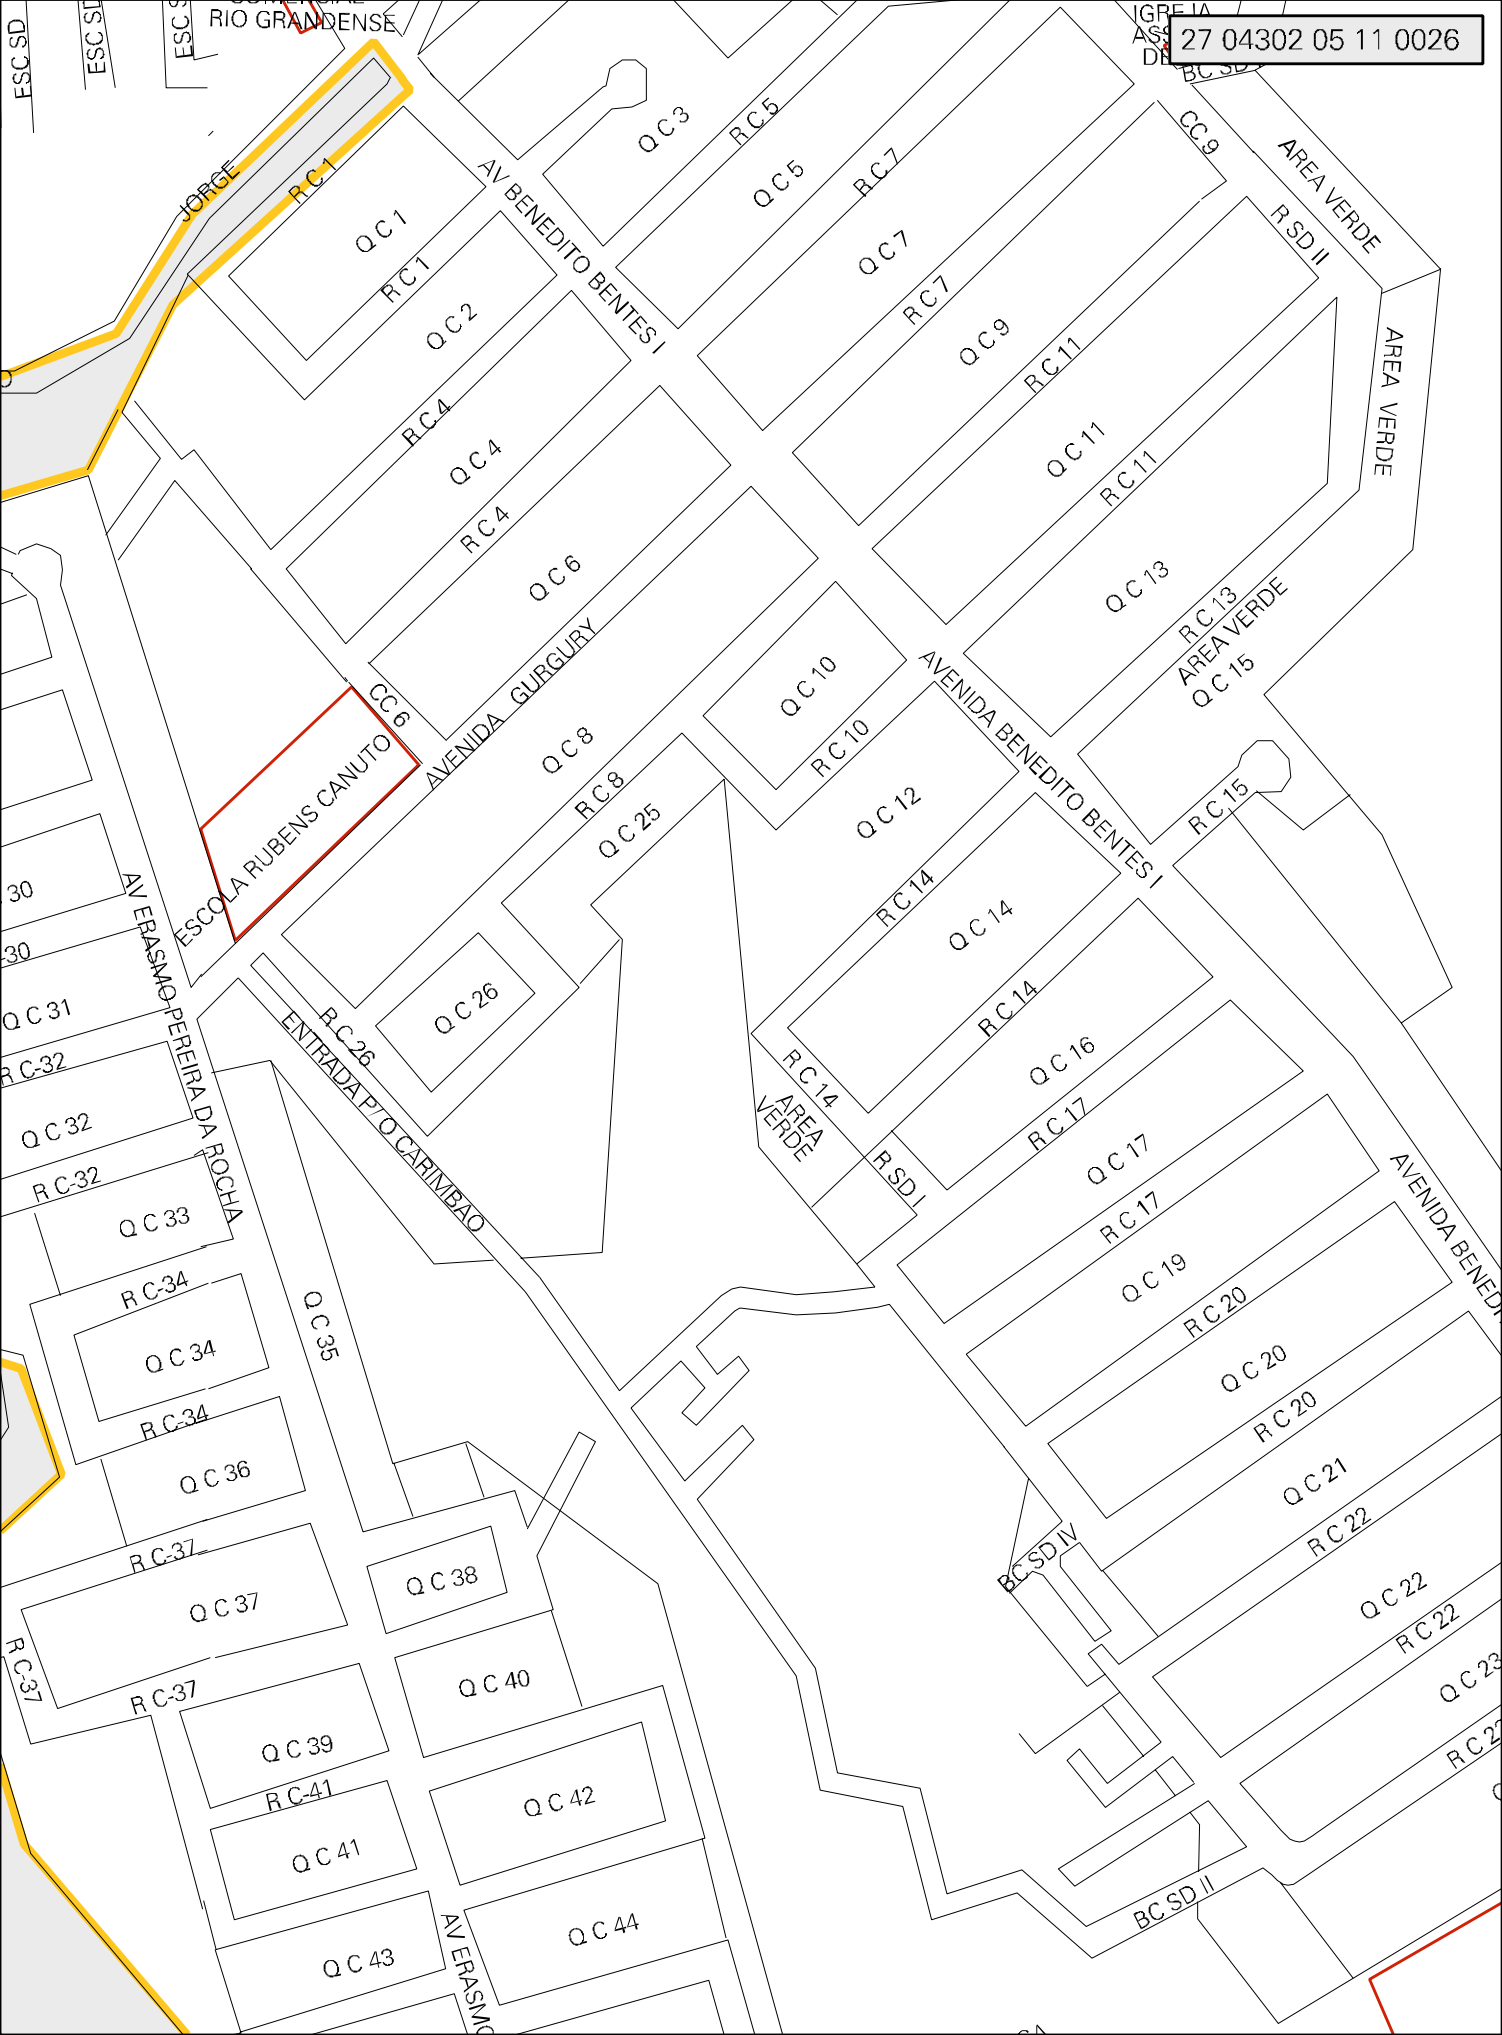 RIO GRANDENSE
ESC SD
27 04302 05 11 0026
JORGE
R C 1
Q C 1
R C 1
Q C 2
Q C 3
R C 5
Q C 5
R C 7
Q C 7
R C 7
CC 9
AREA VERDE
R SD II
AV BENEDITO BENTES I
Q C 9
R C 11
AREA VERDE
R C 4
Q C 4
R C 4
Q C 6
Q C 11
R C 11
Q C 13
R C 13
AREA VERDE
Q C 15
AVENIDA GURGURY
CC 6
Q C 10
R C 10
AVENIDA BENEDITO BENTES I
Q C 8
R C 8
Q C 25
Q C 12
R C 15
ESCOLA RUBENS CANUTO
AV ERASMO PEREIRA DA ROCHA
30
-30
Q C 31
R C-32
Q C 32
R C-32
Q C 33
R C-34
Q C 34
R C-34
Q C 36
R C-37
Q C 37
R C-37
R C-37
Q C 35
R C 26
Q C 26
ENTRADA P/ O CARIMBAO
R C 14
Q C 14
R C 14
R C 14
AREA
VERDE
R SD I
Q C 16
R C 17
Q C 17
R C 17
Q C 19
R C 20
Q C 20
R C 20
Q C 21
R C 22
Q C 22
R C 22
Q C 23
AVENIDA BENEDI
BC SD IV
BC SD II
Q C 38
Q C 40
Q C 39
R C-41
Q C 41
Q C 42
Q C 43
Q C 44
AV ERASMO